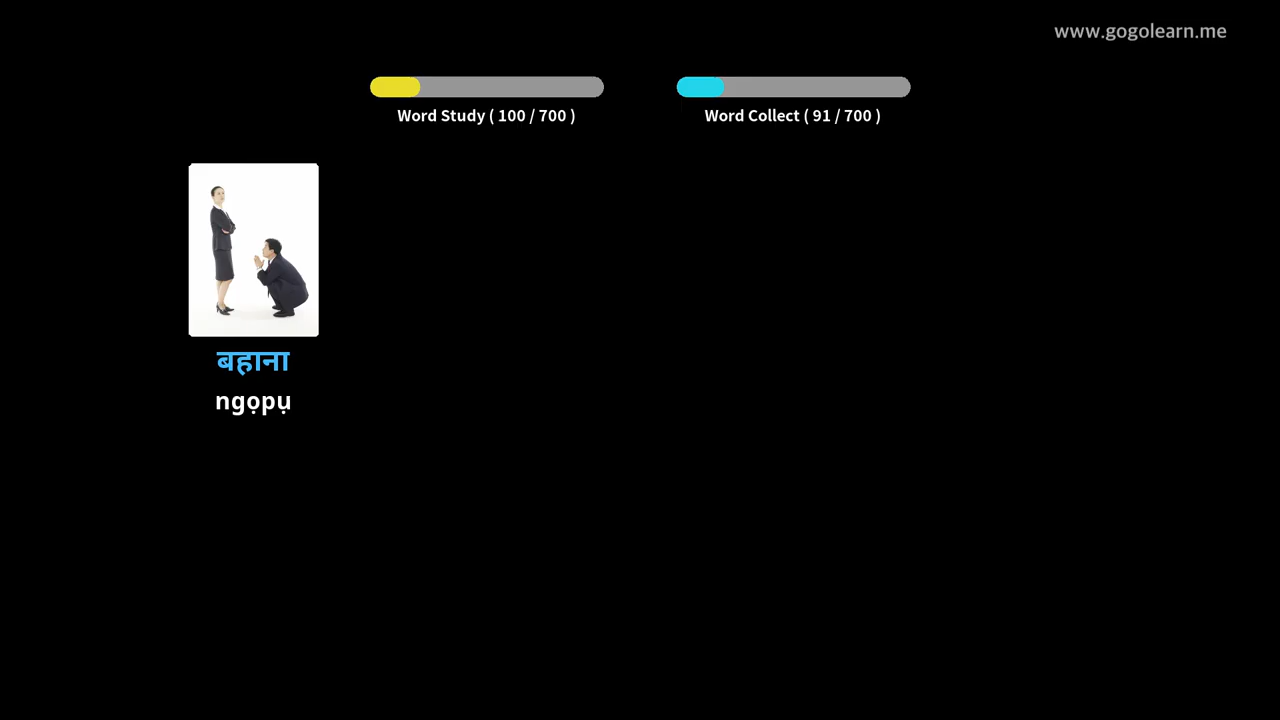 www.gogolearn.me
Word Study ( 100 / 700 )
Word Collect ( 91 / 700 )
बहाना
ngọpụ